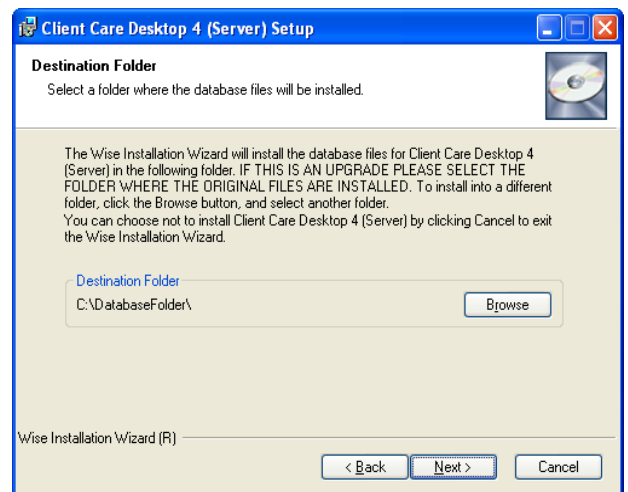 Client Care Desktop 4 (Server) Setup
Destination Folder
Select a folder where the database files will be installed.
The Wise Installation Wizard will install the database files for Client Care Desktop 4
(Server) in the following folder. IF THIS IS AN UPGRADE PLEASE SELECT THE
FOLDER WHERE THE ORIGINAL FILES ARE INSTALLED. To install into a different
folder, click the Browse button, and select another folder.
You can choose not to install Client Care Desktop 4 (Server) by clicking Cancel to exit
the Wise Installation Wizard.
Destination Folder
C:\DatabaseFolder\
Browse
Wise Installation Wizard (R)
< Back
Next >
Cancel